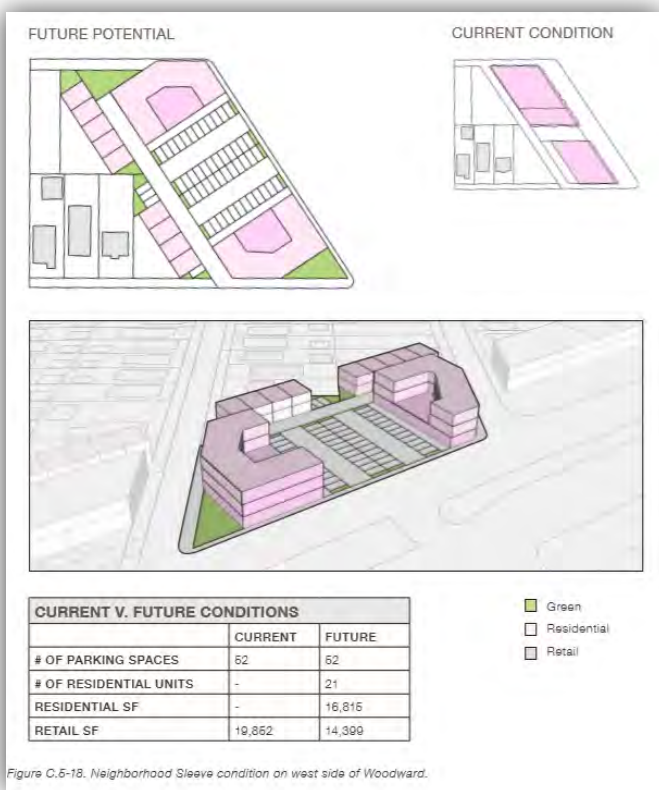 FUTURE POTENTIAL
CURRENT CONDITION
CURRENT V. FUTURE CONDITIONS
CURRENT FUTURE
# OF PARKING SPACES 52 52
# OF RESIDENTIAL UNITS - 21
RESIDENTIAL SF - 16,815
RETAIL SF 19,852 14,399
Green
Residential
Retail
Figure C.5-18. Neighborhood Sleeve condition on west side of Woodward.